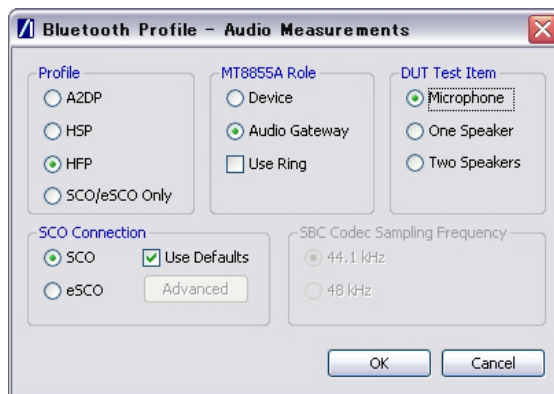 Bluetooth Profile - Audio Measurements
Profile
A2DP
HSP
HFP
SCO/eSCO Only
MT8855A Role
Device
Audio Gateway
Use Ring
DUT Test Item
Microphone
One Speaker
Two Speakers
SCO Connection
SCO
Use Defaults
eSCO
Advanced
SBC Codec Sampling Frequency
44.1 kHz
48 kHz
OK
Cancel